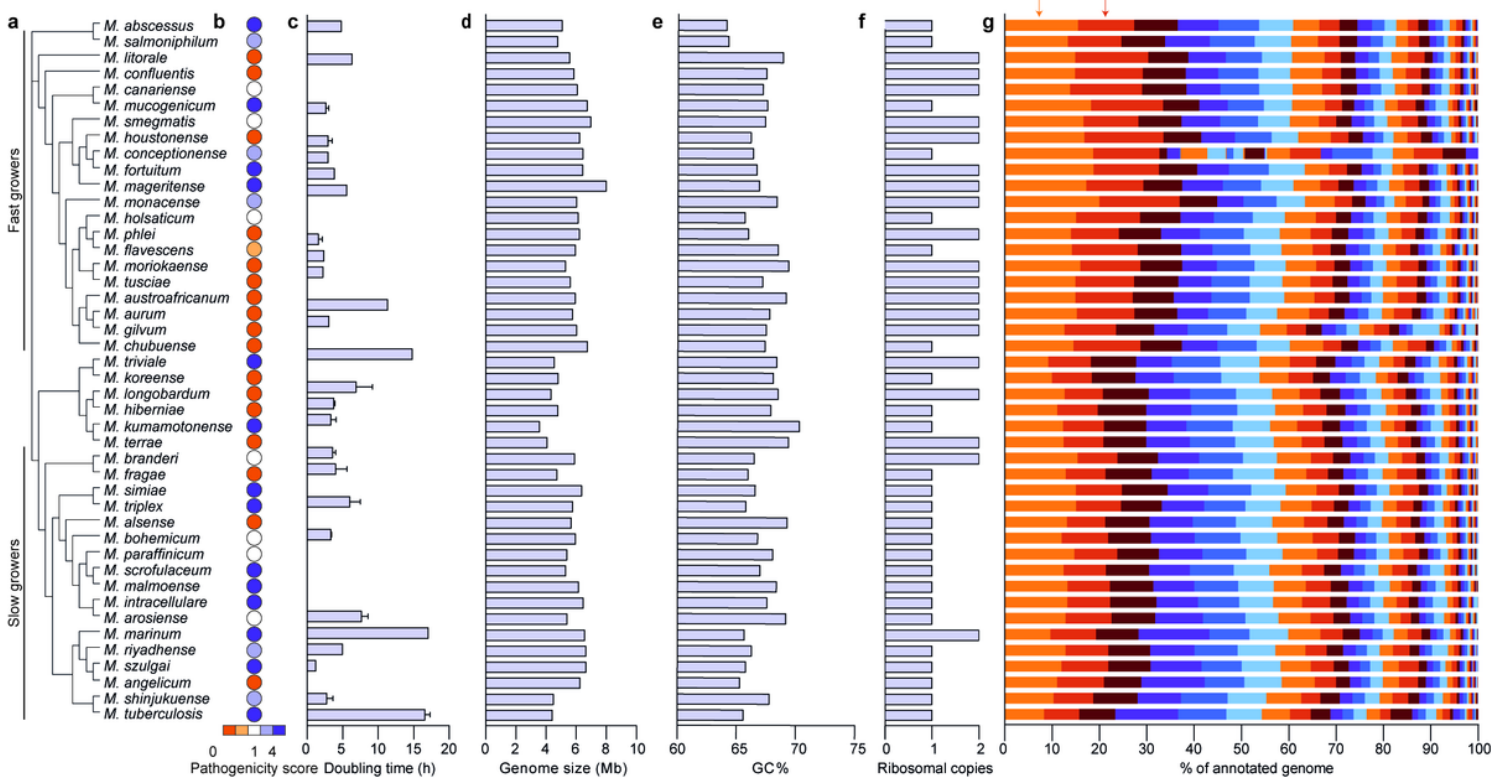 a b c d e f g
M. abscessus
M. salmoniphilum
M. litorale
M. confluentis
M. canariense
M. mucogenicum
M. smegmatis
M. houstonense
M. conceptionense
M. fortuitum
M. mageritense
M. monacense
M. holsaticum
M. phlei
M. flavescens
M. moriokaense
M. tusciae
M. austroafricanum
M. aurum
M. gilvum
M. chubuense
M. triviale
M. koreense
M. longobardum
M. hiberniae
M. kumamotonense
M. terrae
M. branderi
M. fragae
M. simiae
M. triplex
M. alsense
M. bohemicum
M. paraffinicum
M. scrofulaceum
M. malmoense
M. intracellulare
M. arosiense
M. marinum
M. riyadhense
M. szulgai
M. angelicum
M. shinjukuense
M. tuberculosis
Fast growers
Slow growers
0 1 4
Pathogenicity score
0 5 10 15 20
Doubling time (h)
0 2 4 6 8 10
Genome size (Mb)
60 65 70 75
GC%
0 1 2
Ribosomal copies
0 10 20 30 40 50 60 70 80 90 100
% of annotated genome